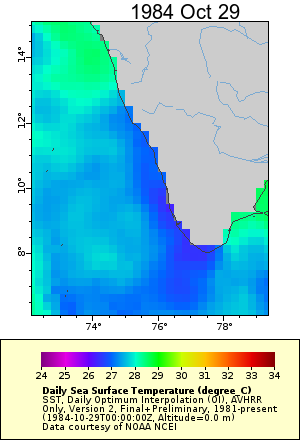 1984 Oct 29
14°
12°
10°
8°
74°
76°
78°
24 25 26 27 28 29 30 31 32 33 34
Daily Sea Surface Temperature (degree_C)
SST, Daily Optimum Interpolation (OI), AVHRR
Only, Version 2, Final+Preliminary, 1981-present
(1984-10-29T00:00:00Z, Altitude=0.0 m)
Data courtesy of NOAA NCEI